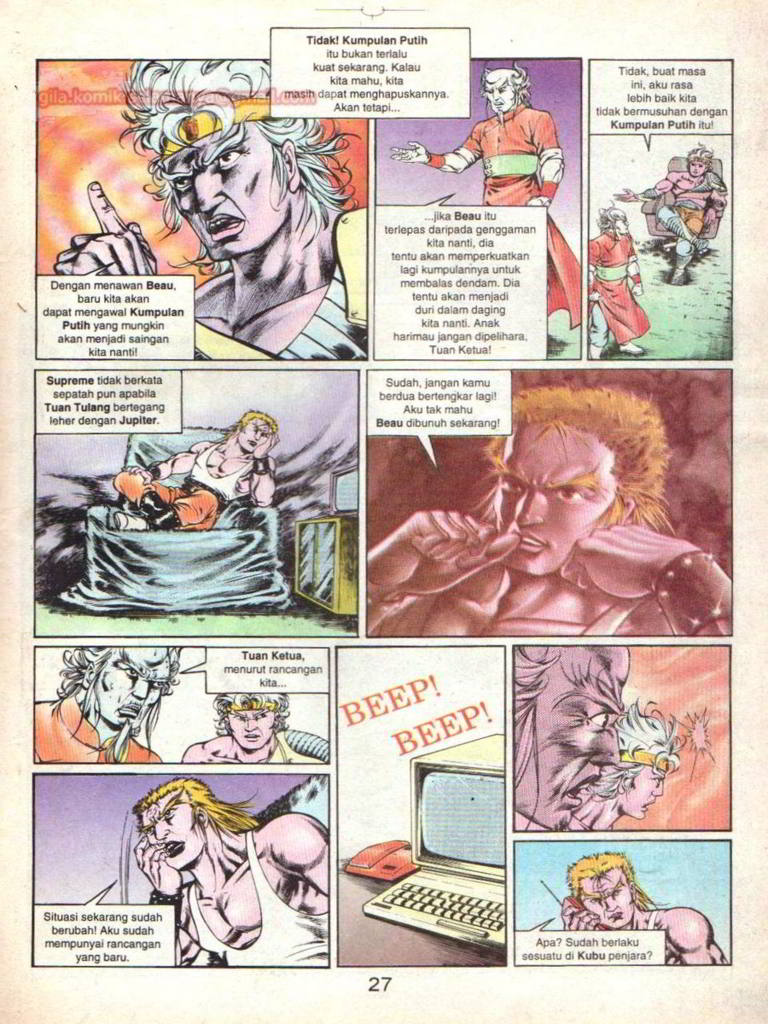 Tidak! Kumpulan Putih
itu bukan terlalu
kuat sekarang. Kalau
kita mahu, kita
masih dapat menghapuskannya.
Akan tetapi...
Dengan menawan Beau,
baru kita akan
dapat mengawal Kumpulan
Putih yang mungkin
akan menjadi saingan
kita nanti!
...jika Beau itu
terlepas daripada genggaman
kita nanti, dia
tentu akan memperkuatkan
lagi kumpulannya untuk
membalas dendam. Dia
tentu akan menjadi
duri dalam daging
kita nanti. Anak
harimau jangan dipelihara,
Tuan Ketua!
Tidak, buat masa
ini, aku rasa
lebih baik kita
tidak bermusuhan dengan
Kumpulan Putih itu!
Supreme tidak berkata
sepatah pun apabila
Tuan Tulang bertegang
leher dengan Jupiter.
Sudah, jangan kamu
berdua bertengkar lagi!
Aku tak mahu
Beau dibunuh sekarang!
Tuan Ketua,
menurut rancangan
kita...
Situasi sekarang sudah
berubah! Aku sudah
mempunyai rancangan
yang baru.
BEEP!
BEEP!
Apa? Sudah berlaku
sesuatu di Kubu penjara?
27